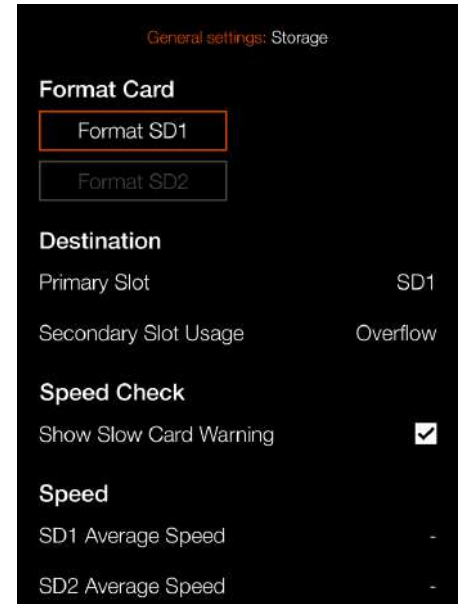 General settings: Storage
Format Card
Format SD1
Format SD2
Destination
Primary Slot SD1
Secondary Slot Usage Overflow
Speed Check
Show Slow Card Warning
Speed
SD1 Average Speed -
SD2 Average Speed -